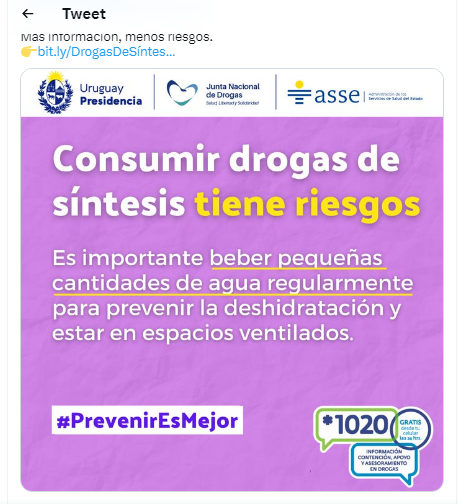 ← Tweet
Más información, menos riesgos.
👉bit.ly/DrogasDeSíntes...
Uruguay
Presidencia
Junta Nacional
de Drogas
Salud, Libertad y Solidaridad
asse
Administración de los
Servicios de Salud del Estado
Consumir drogas de
síntesis tiene riesgos
Es importante beber pequeñas
cantidades de agua regularmente
para prevenir la deshidratación y
estar en espacios ventilados.
#PrevenirEsMejor
*1020
GRATIS
desde tu
celular
las 24 hs.
INFORMACIÓN
CONTENCIÓN, APOYO
Y ASESORAMIENTO
EN DROGAS